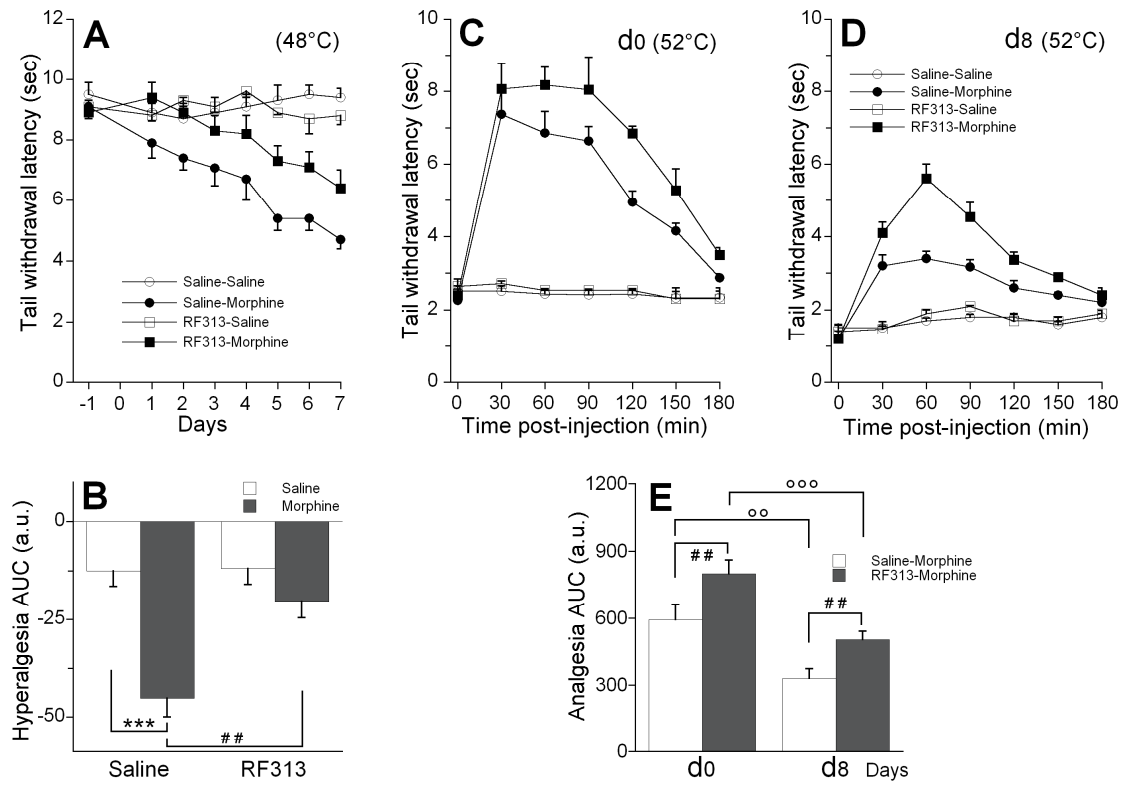 A
(48°C)
Tail withdrawal latency (sec)
12
10
8
6
4
2
0
Saline-Saline
Saline-Morphine
RF313-Saline
RF313-Morphine
-1 0 1 2 3 4 5 6 7
Days
C
d0 (52°C)
Tail withdrawal latency (sec)
10
8
6
4
2
0
0 30 60 90 120 150 180
Time post-injection (min)
D
d8 (52°C)
Tail withdrawal latency (sec)
10
8
6
4
2
0
Saline-Saline
Saline-Morphine
RF313-Saline
RF313-Morphine
0 30 60 90 120 150 180
Time post-injection (min)
B
Hyperalgesia AUC (a.u.)
Saline
Morphine
0
-25
-50
***
##
Saline RF313
E
Analgesia AUC (a.u.)
1200
900
600
300
0
°°°
°°
##
##
Saline-Morphine
RF313-Morphine
d0 d8 Days